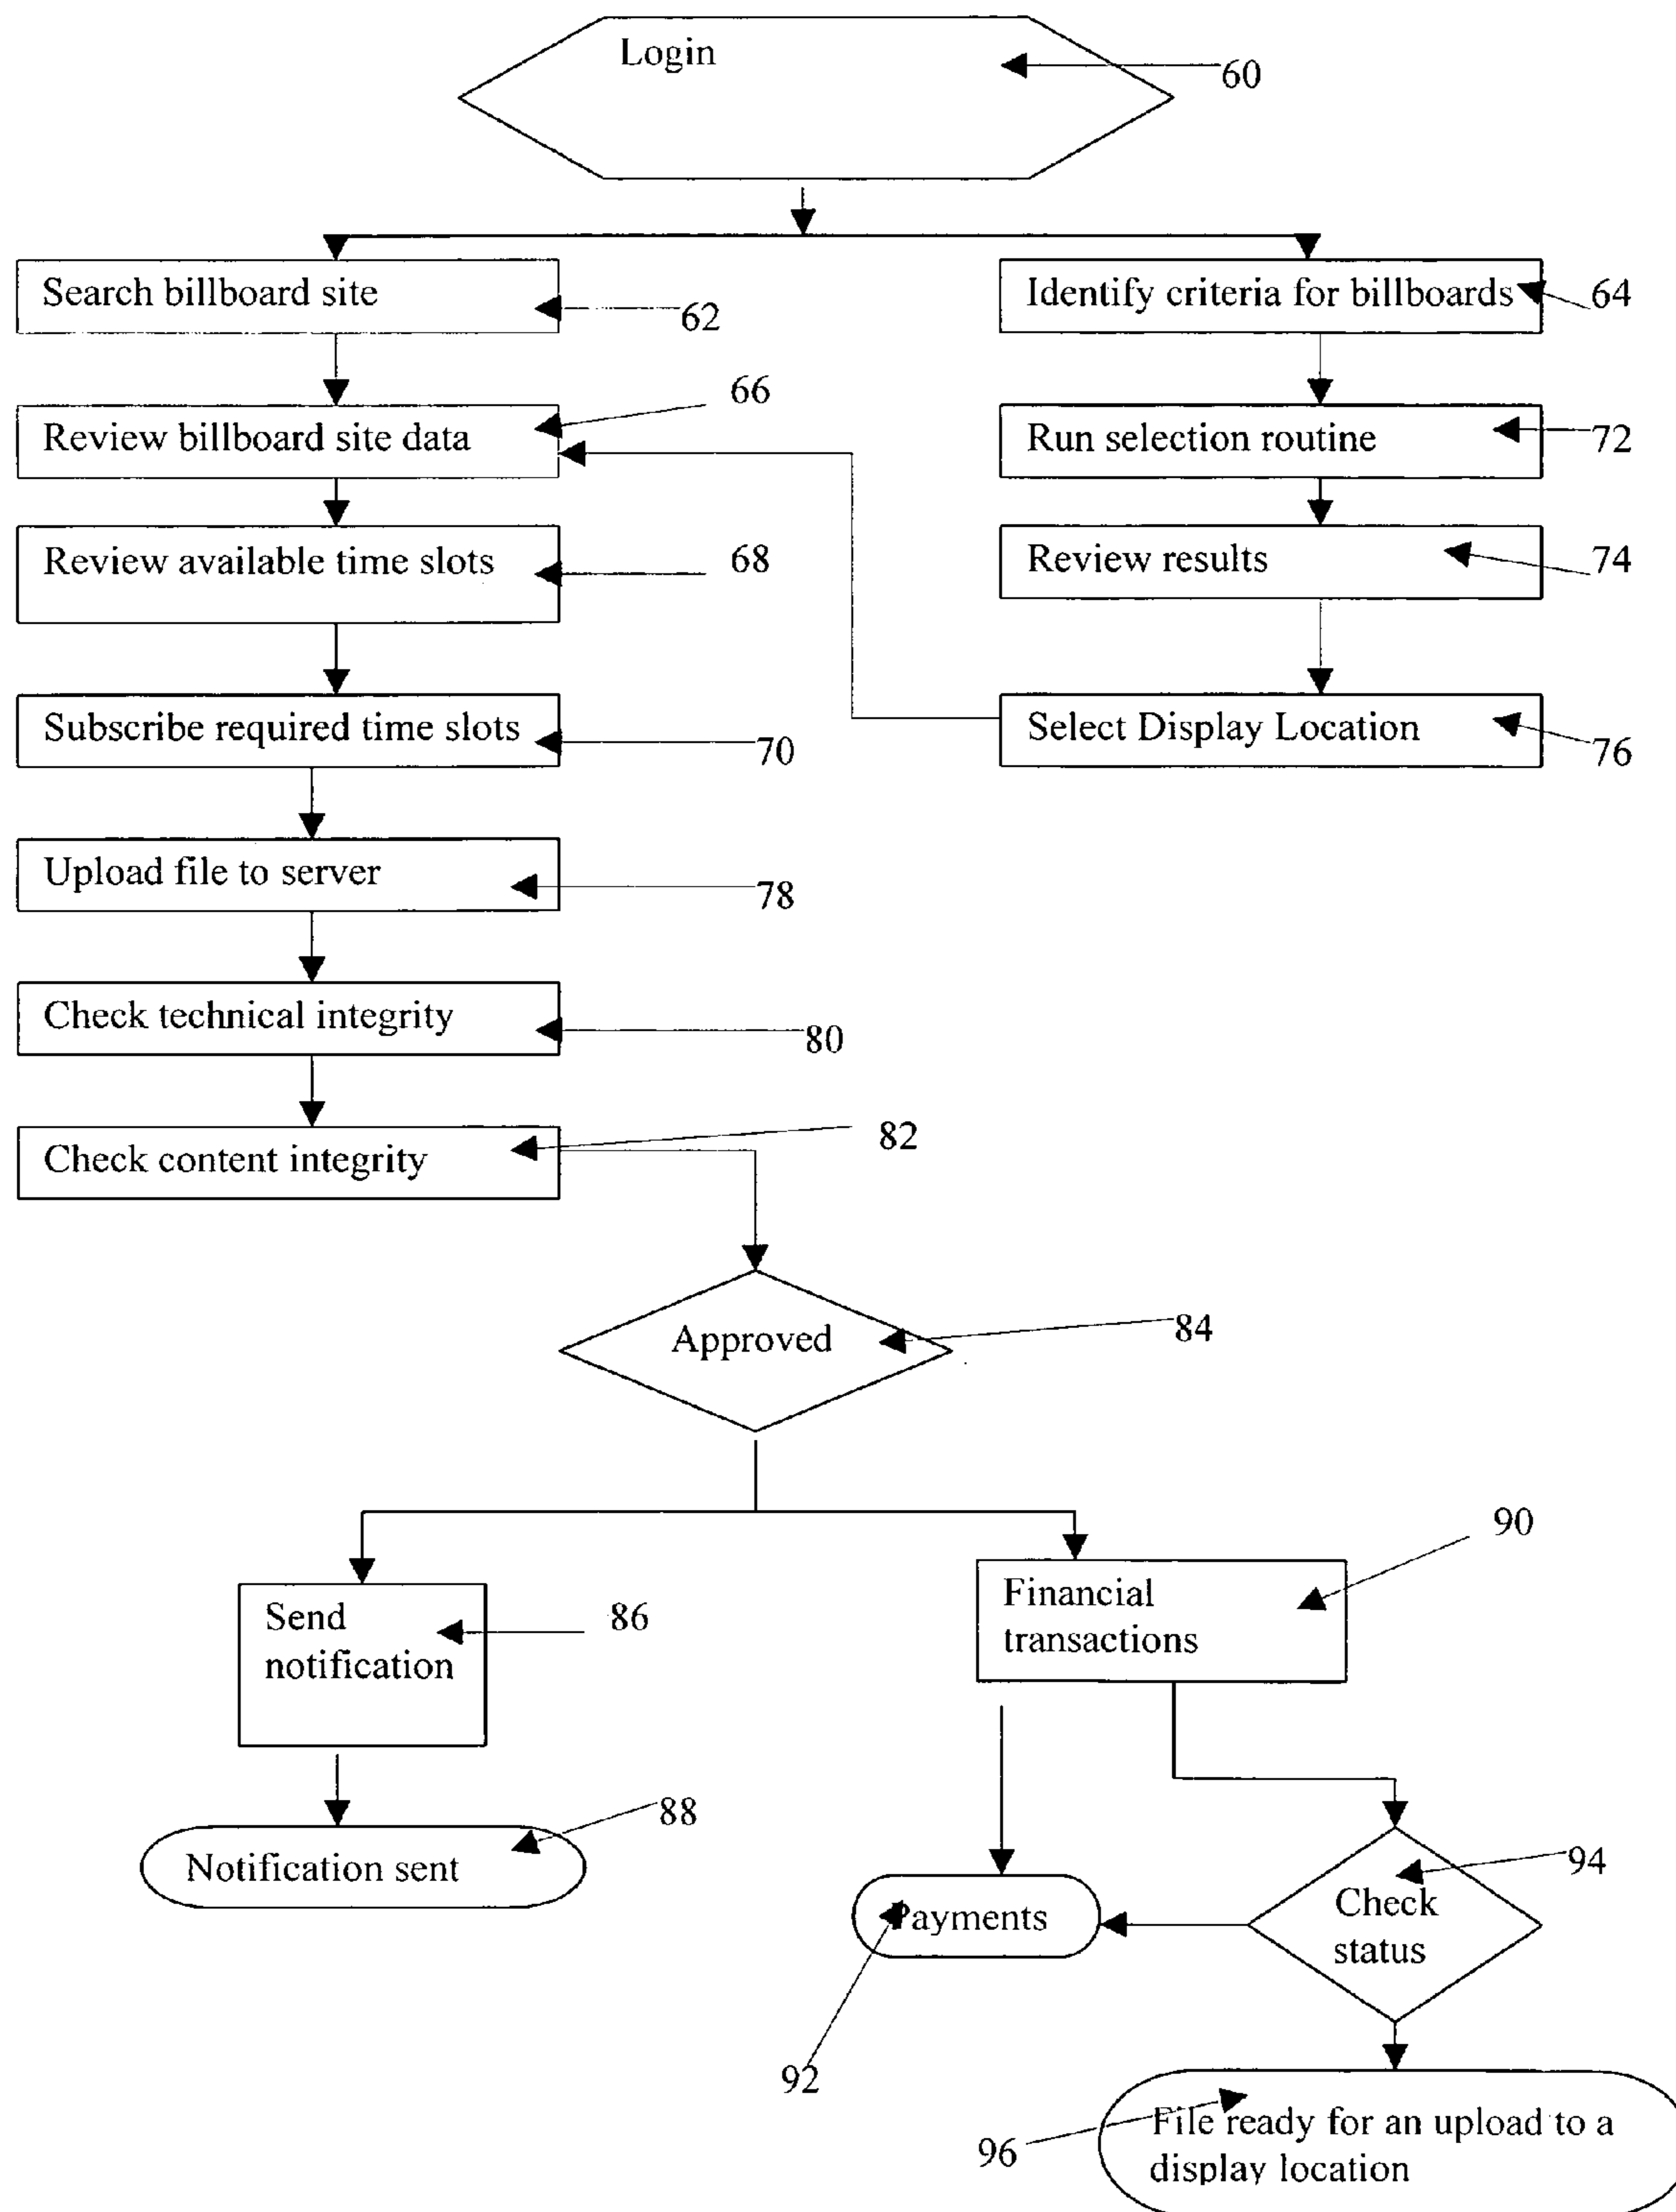 Login
60
Search billboard site
62
Identify criteria for billboards
64
66
Review billboard site data
Run selection routine
72
Review available time slots
68
Review results
74
Subscribe required time slots
70
Select Display Location
76
Upload file to server
78
Check technical integrity
80
Check content integrity
82
Approved
84
90
Send
notification
86
Financial
transactions
88
Notification sent
Payments
94
Check
status
92
96
File ready for an upload to a
display location